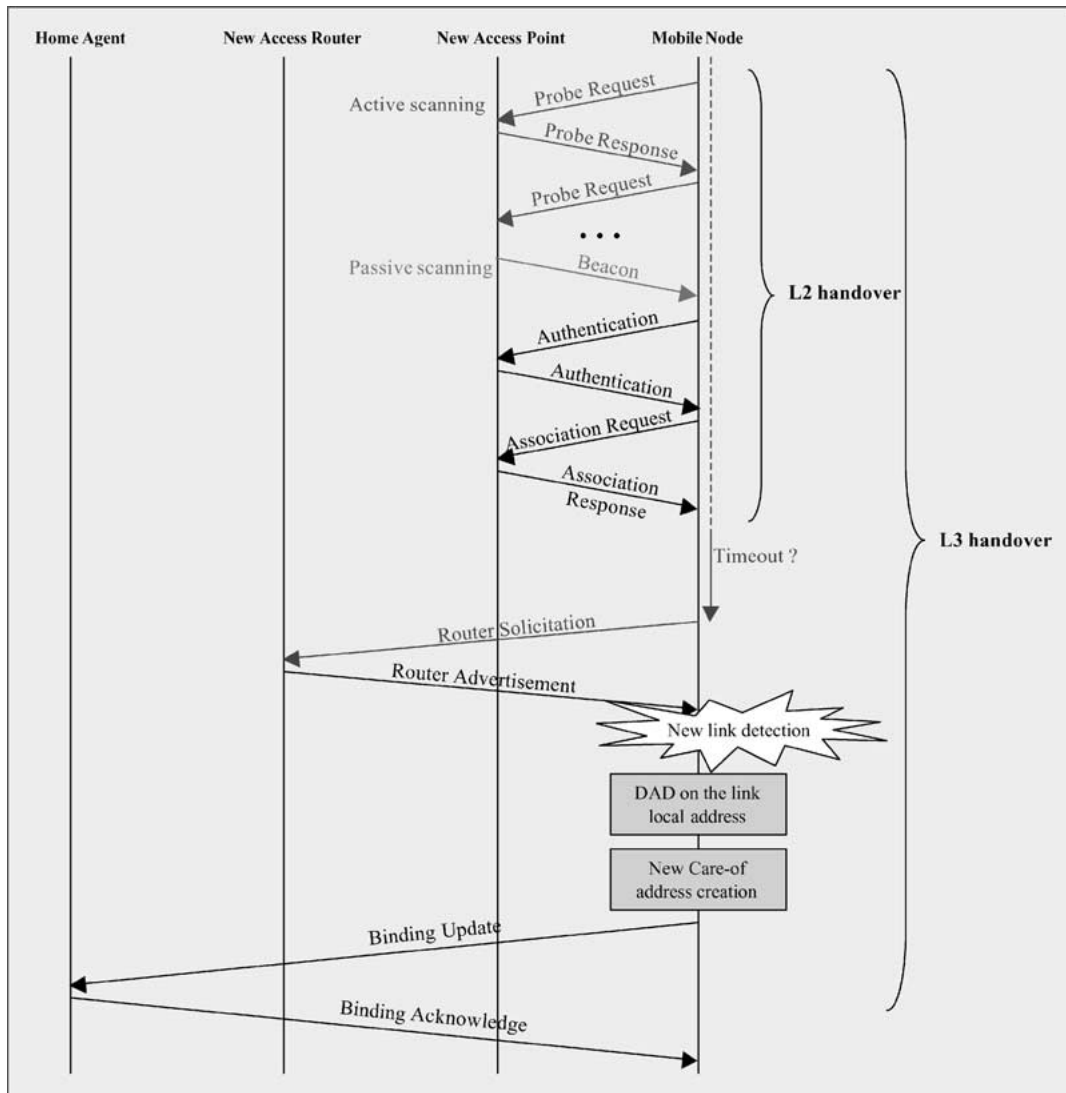 Home Agent
New Access Router
New Access Point
Mobile Node
Active scanning
Probe Request
Probe Response
Probe Request
• • •
Passive scanning
Beacon
L2 handover
Authentication
Authentication
Association Request
Association
Response
L3 handover
Timeout ?
Router Solicitation
Router Advertisement
New link detection
DAD on the link
local address
New Care-of
address creation
Binding Update
Binding Acknowledge